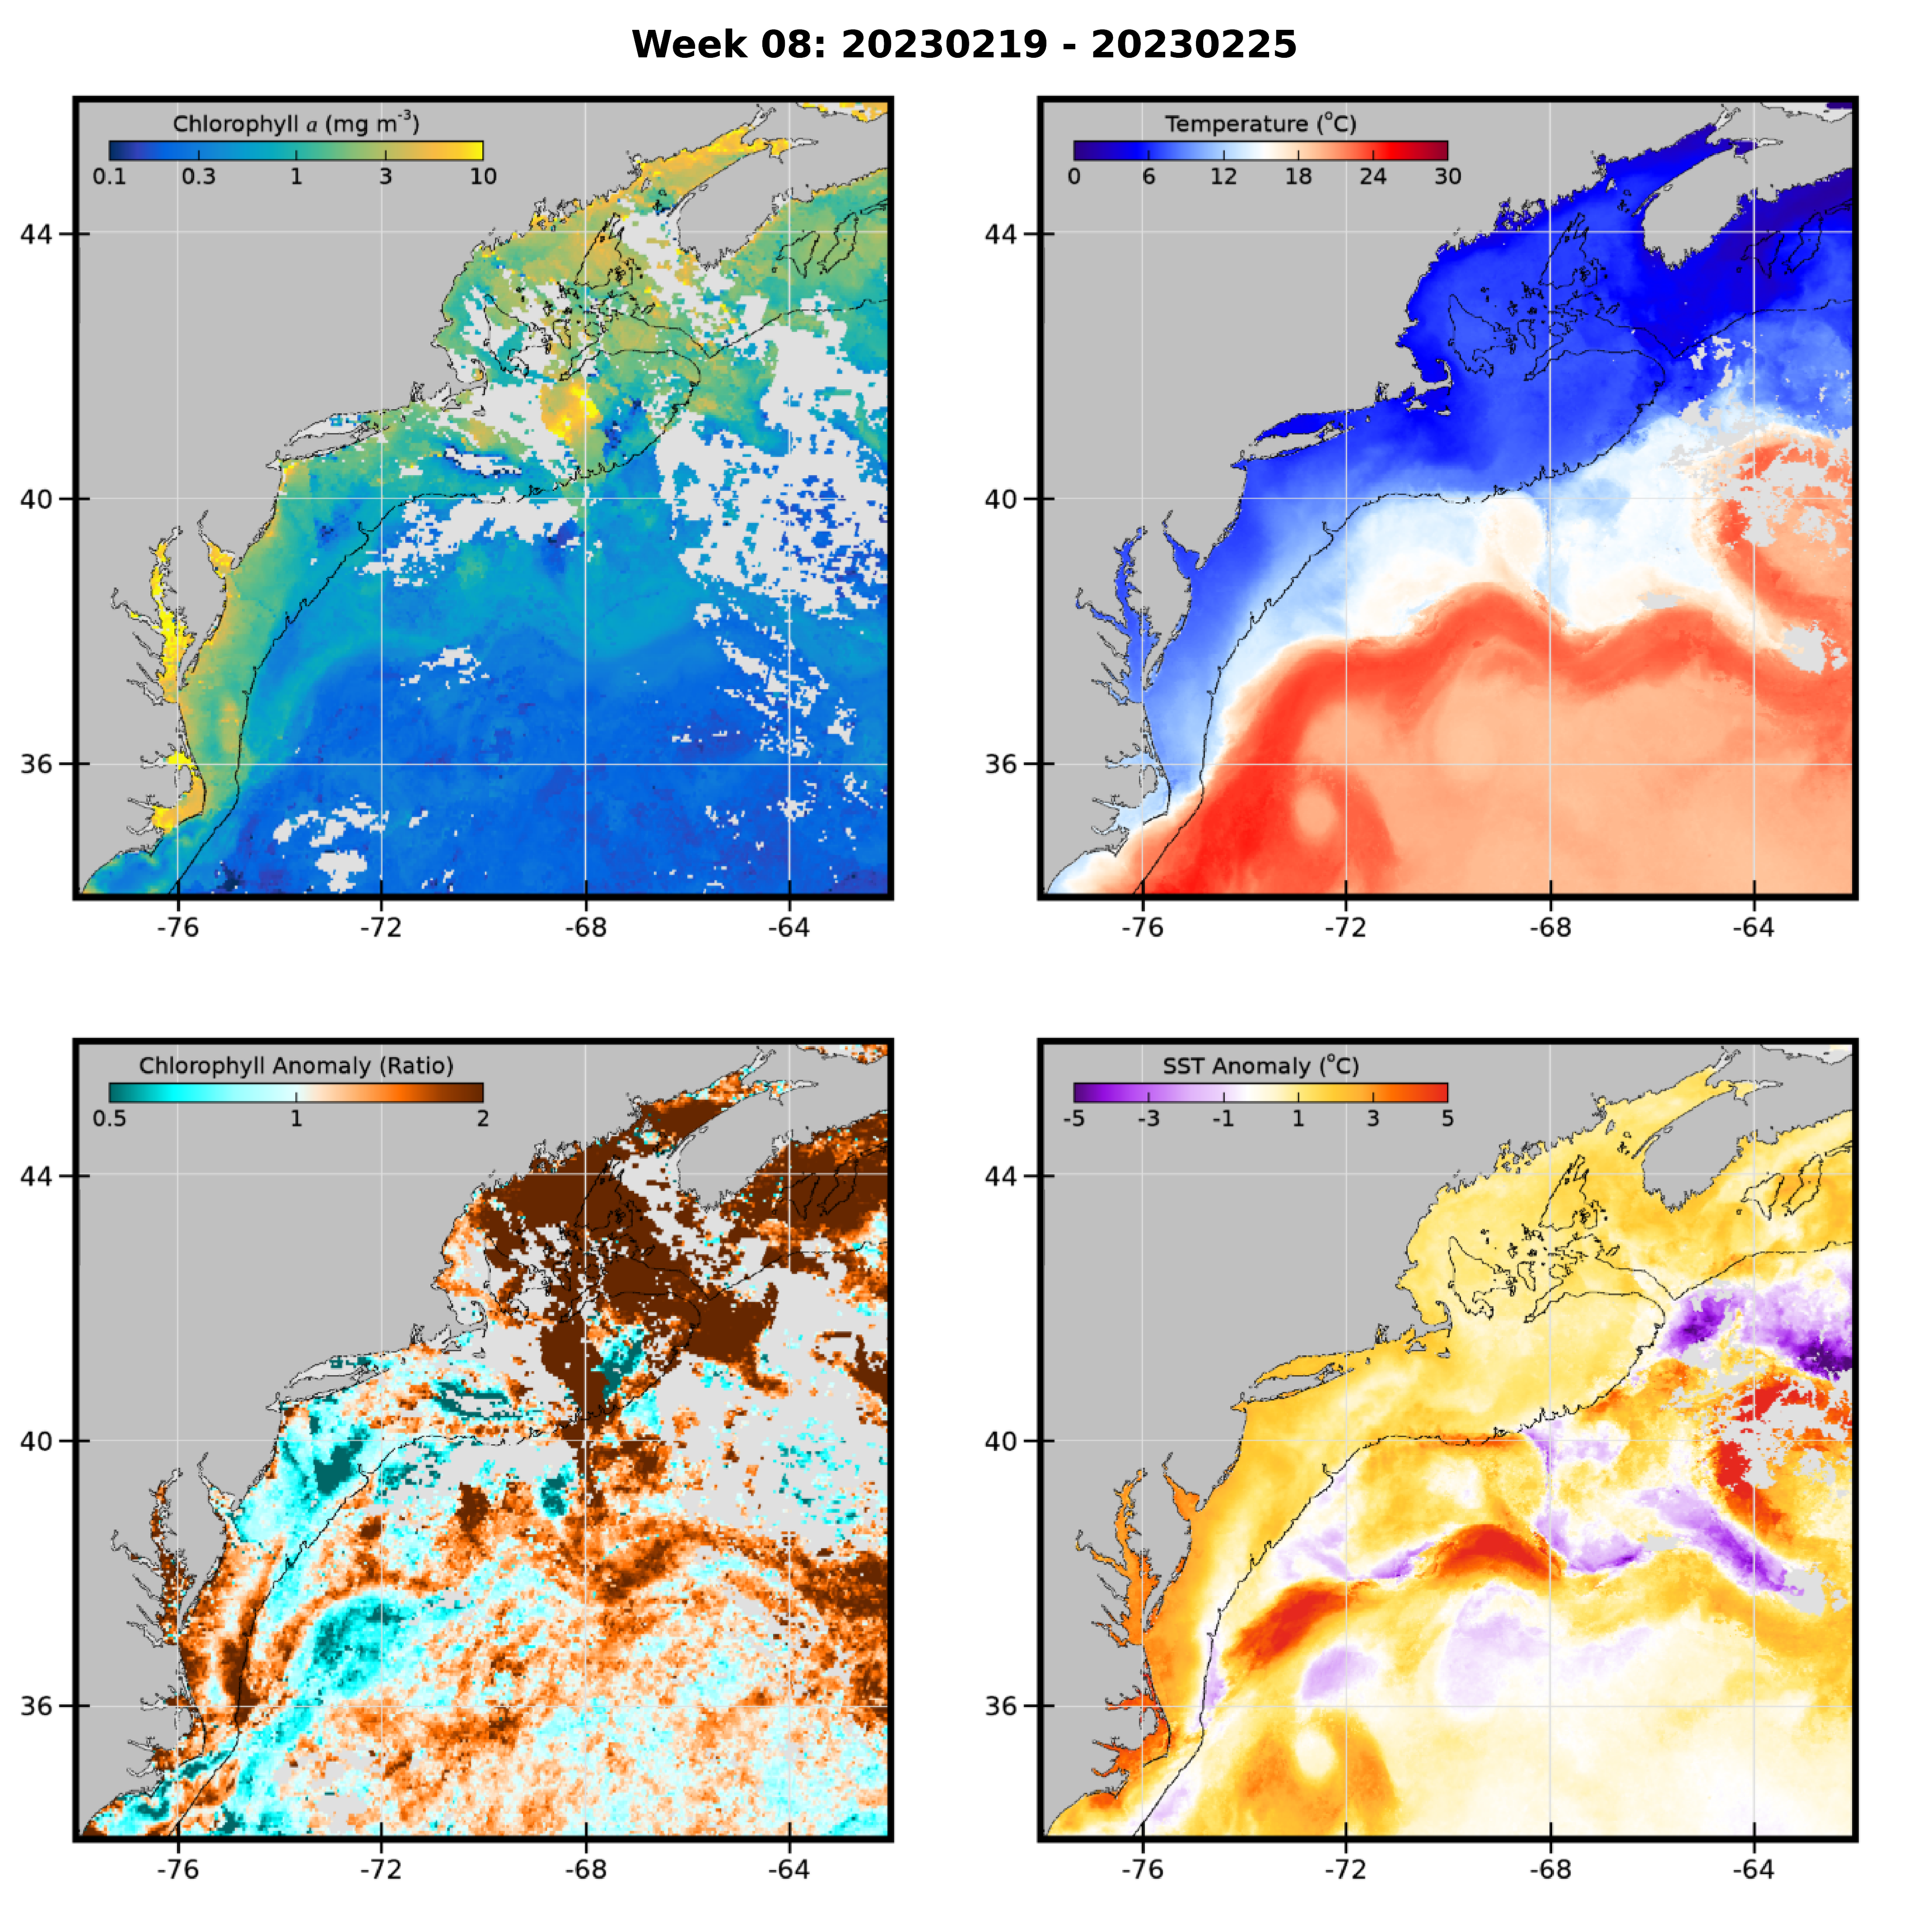 Week 08: 20230219 - 20230225
Chlorophyll a (mg m⁻³)
0.1 0.3 1 3 10
44
40
36
-76 -72 -68 -64
Temperature (°C)
0 6 12 18 24 30
44
40
36
-76 -72 -68 -64
Chlorophyll Anomaly (Ratio)
0.5 1 2
44
40
36
-76 -72 -68 -64
SST Anomaly (°C)
-5 -3 -1 1 3 5
44
40
36
-76 -72 -68 -64